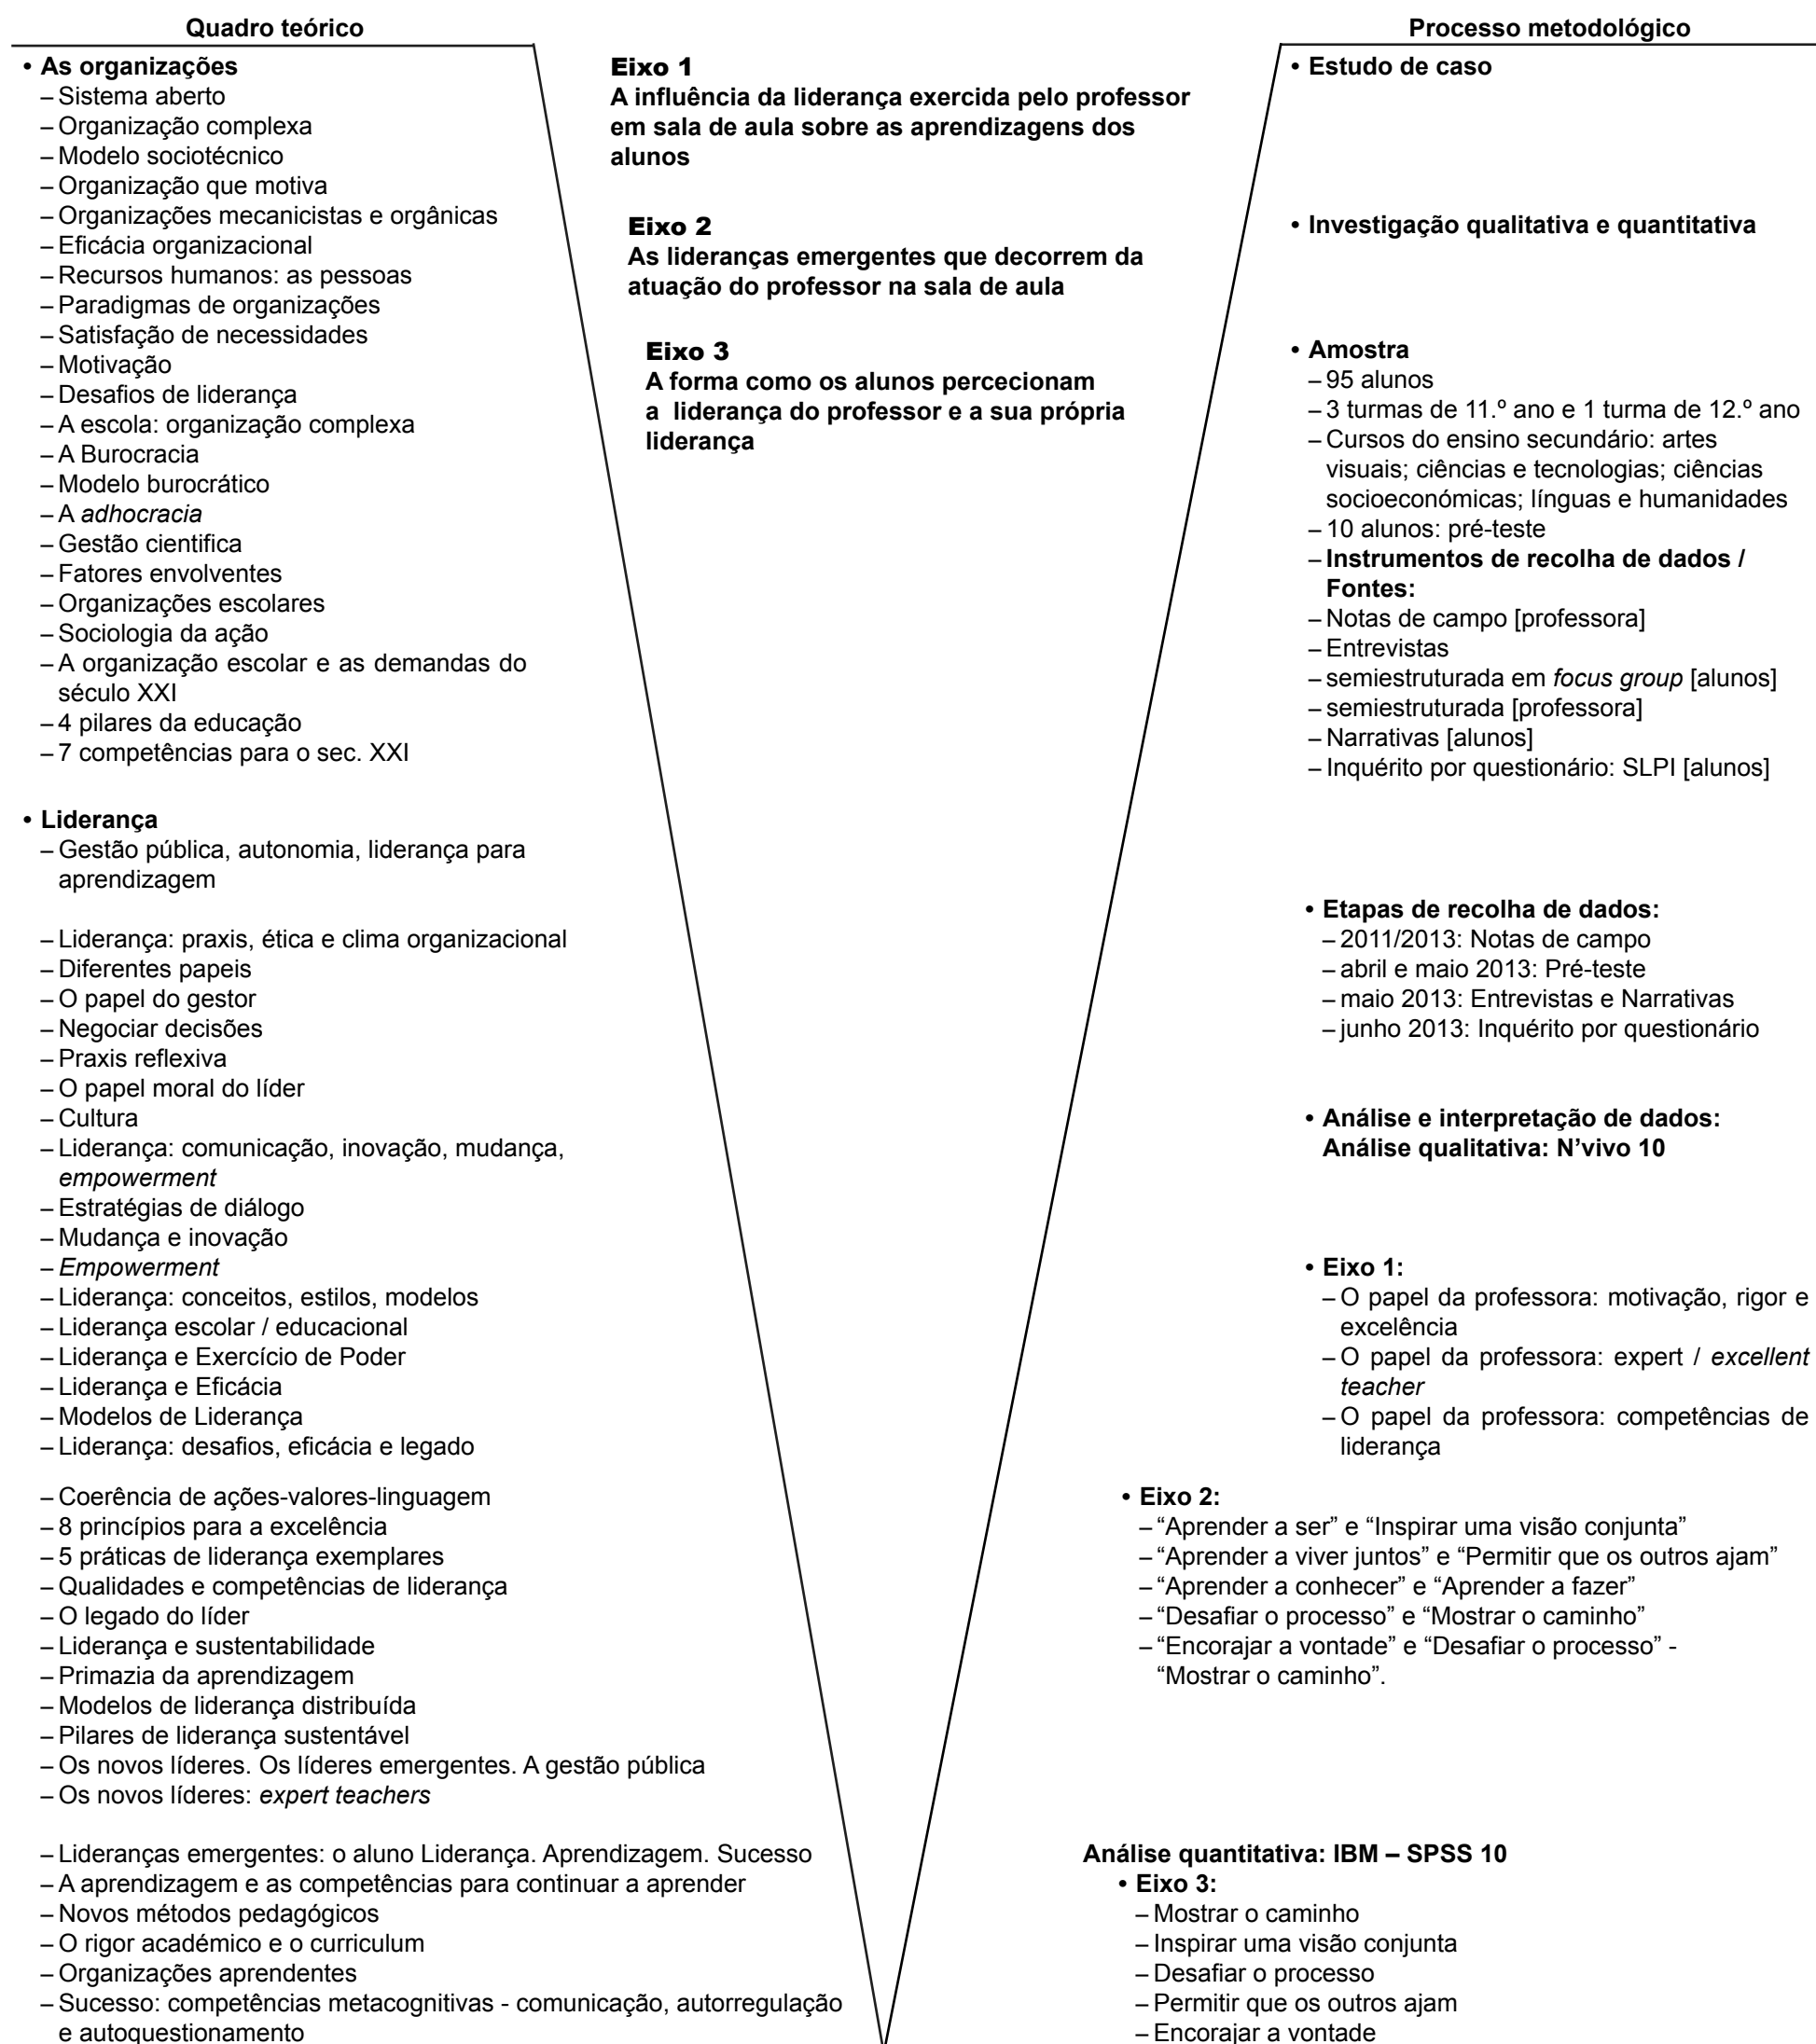 Quadro teórico
• As organizações
– Sistema aberto
– Organização complexa
– Modelo sociotécnico
– Organização que motiva
– Organizações mecanicistas e orgânicas
– Eficácia organizacional
– Recursos humanos: as pessoas
– Paradigmas de organizações
– Satisfação de necessidades
– Motivação
– Desafios de liderança
– A escola: organização complexa
– A Burocracia
– Modelo burocrático
– A adhocracia
– Gestão cientifica
– Fatores envolventes
– Organizações escolares
– Sociologia da ação
– A organização escolar e as demandas do
século XXI
– 4 pilares da educação
– 7 competências para o sec. XXI
• Liderança
– Gestão pública, autonomia, liderança para
aprendizagem
– Liderança: praxis, ética e clima organizacional
– Diferentes papeis
– O papel do gestor
– Negociar decisões
– Praxis reflexiva
– O papel moral do líder
– Cultura
– Liderança: comunicação, inovação, mudança,
empowerment
– Estratégias de diálogo
– Mudança e inovação
– Empowerment
– Liderança: conceitos, estilos, modelos
– Liderança escolar / educacional
– Liderança e Exercício de Poder
– Liderança e Eficácia
– Modelos de Liderança
– Liderança: desafios, eficácia e legado
– Coerência de ações-valores-linguagem
– 8 princípios para a excelência
– 5 práticas de liderança exemplares
– Qualidades e competências de liderança
– O legado do líder
– Liderança e sustentabilidade
– Primazia da aprendizagem
– Modelos de liderança distribuída
– Pilares de liderança sustentável
– Os novos líderes. Os líderes emergentes. A gestão pública
– Os novos líderes: expert teachers
– Lideranças emergentes: o aluno Liderança. Aprendizagem. Sucesso
– A aprendizagem e as competências para continuar a aprender
– Novos métodos pedagógicos
– O rigor académico e o curriculum
– Organizações aprendentes
– Sucesso: competências metacognitivas - comunicação, autorregulação
e autoquestionamento
Eixo 1
A influência da liderança exercida pelo professor
em sala de aula sobre as aprendizagens dos
alunos
Eixo 2
As lideranças emergentes que decorrem da
atuação do professor na sala de aula
Eixo 3
A forma como os alunos percecionam
a liderança do professor e a sua própria
liderança
Processo metodológico
• Estudo de caso
• Investigação qualitativa e quantitativa
• Amostra
– 95 alunos
– 3 turmas de 11.º ano e 1 turma de 12.º ano
– Cursos do ensino secundário: artes
visuais; ciências e tecnologias; ciências
socioeconómicas; línguas e humanidades
– 10 alunos: pré-teste
– Instrumentos de recolha de dados /
Fontes:
– Notas de campo [professora]
– Entrevistas
– semiestruturada em focus group [alunos]
– semiestruturada [professora]
– Narrativas [alunos]
– Inquérito por questionário: SLPI [alunos]
• Etapas de recolha de dados:
– 2011/2013: Notas de campo
– abril e maio 2013: Pré-teste
– maio 2013: Entrevistas e Narrativas
– junho 2013: Inquérito por questionário
• Análise e interpretação de dados:
Análise qualitativa: N’vivo 10
• Eixo 1:
– O papel da professora: motivação, rigor e
excelência
– O papel da professora: expert / excellent
teacher
– O papel da professora: competências de
liderança
• Eixo 2:
– “Aprender a ser” e “Inspirar uma visão conjunta”
– “Aprender a viver juntos” e “Permitir que os outros ajam”
– “Aprender a conhecer” e “Aprender a fazer”
– “Desafiar o processo” e “Mostrar o caminho”
– “Encorajar a vontade” e “Desafiar o processo” -
“Mostrar o caminho”.
Análise quantitativa: IBM – SPSS 10
• Eixo 3:
– Mostrar o caminho
– Inspirar uma visão conjunta
– Desafiar o processo
– Permitir que os outros ajam
– Encorajar a vontade